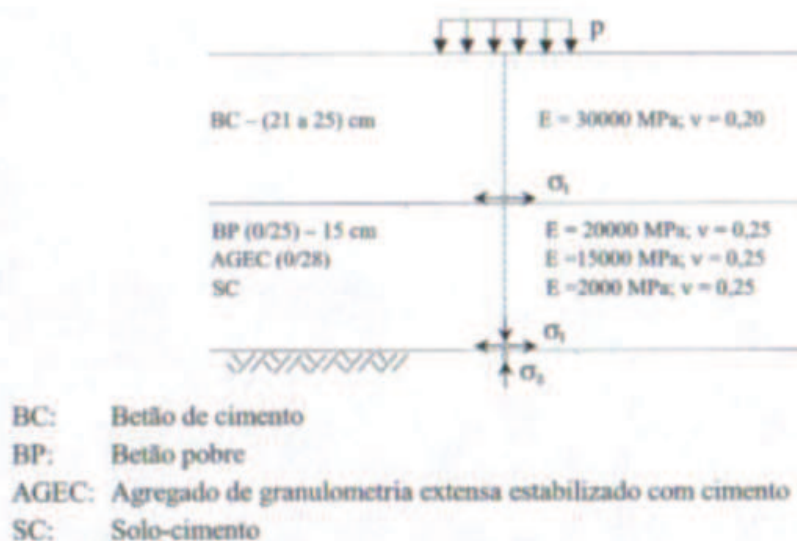 p
BC – (21 a 25) cm E = 30000 MPa; ν = 0,20
σt
BP (0/25) – 15 cm E = 20000 MPa; ν = 0,25
AGEC (0/28) E =15000 MPa; ν = 0,25
SC E =2000 MPa; ν = 0,25
σt
BC: Betão de cimento
BP: Betão pobre
AGEC: Agregado de granulometria extensa estabilizado com cimento
SC: Solo-cimento